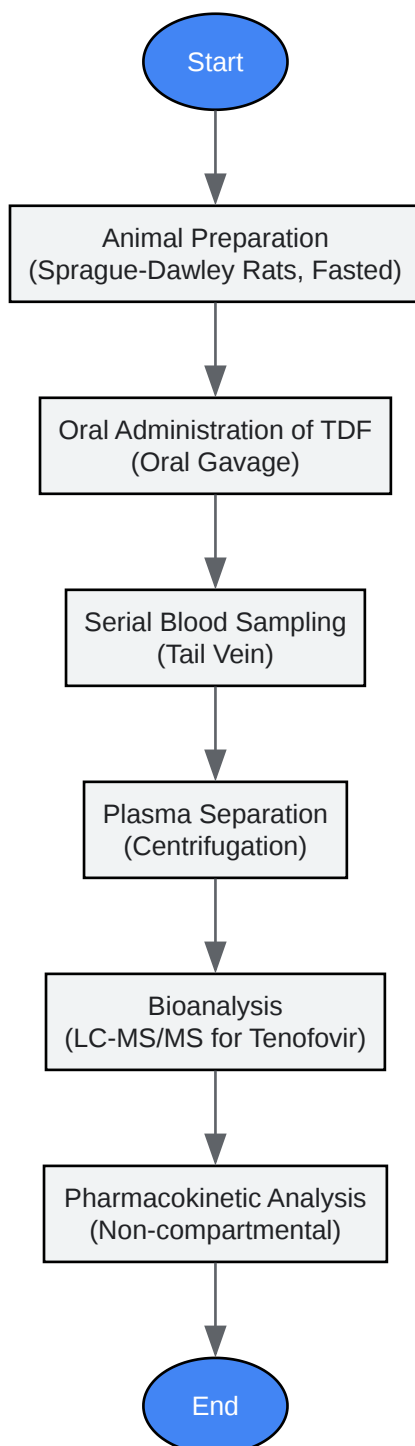 Start
Animal Preparation
(Sprague-Dawley Rats, Fasted)
Oral Administration of TDF
(Oral Gavage)
Serial Blood Sampling
(Tail Vein)
Plasma Separation
(Centrifugation)
Bioanalysis
(LC-MS/MS for Tenofovir)
Pharmacokinetic Analysis
(Non-compartmental)
End